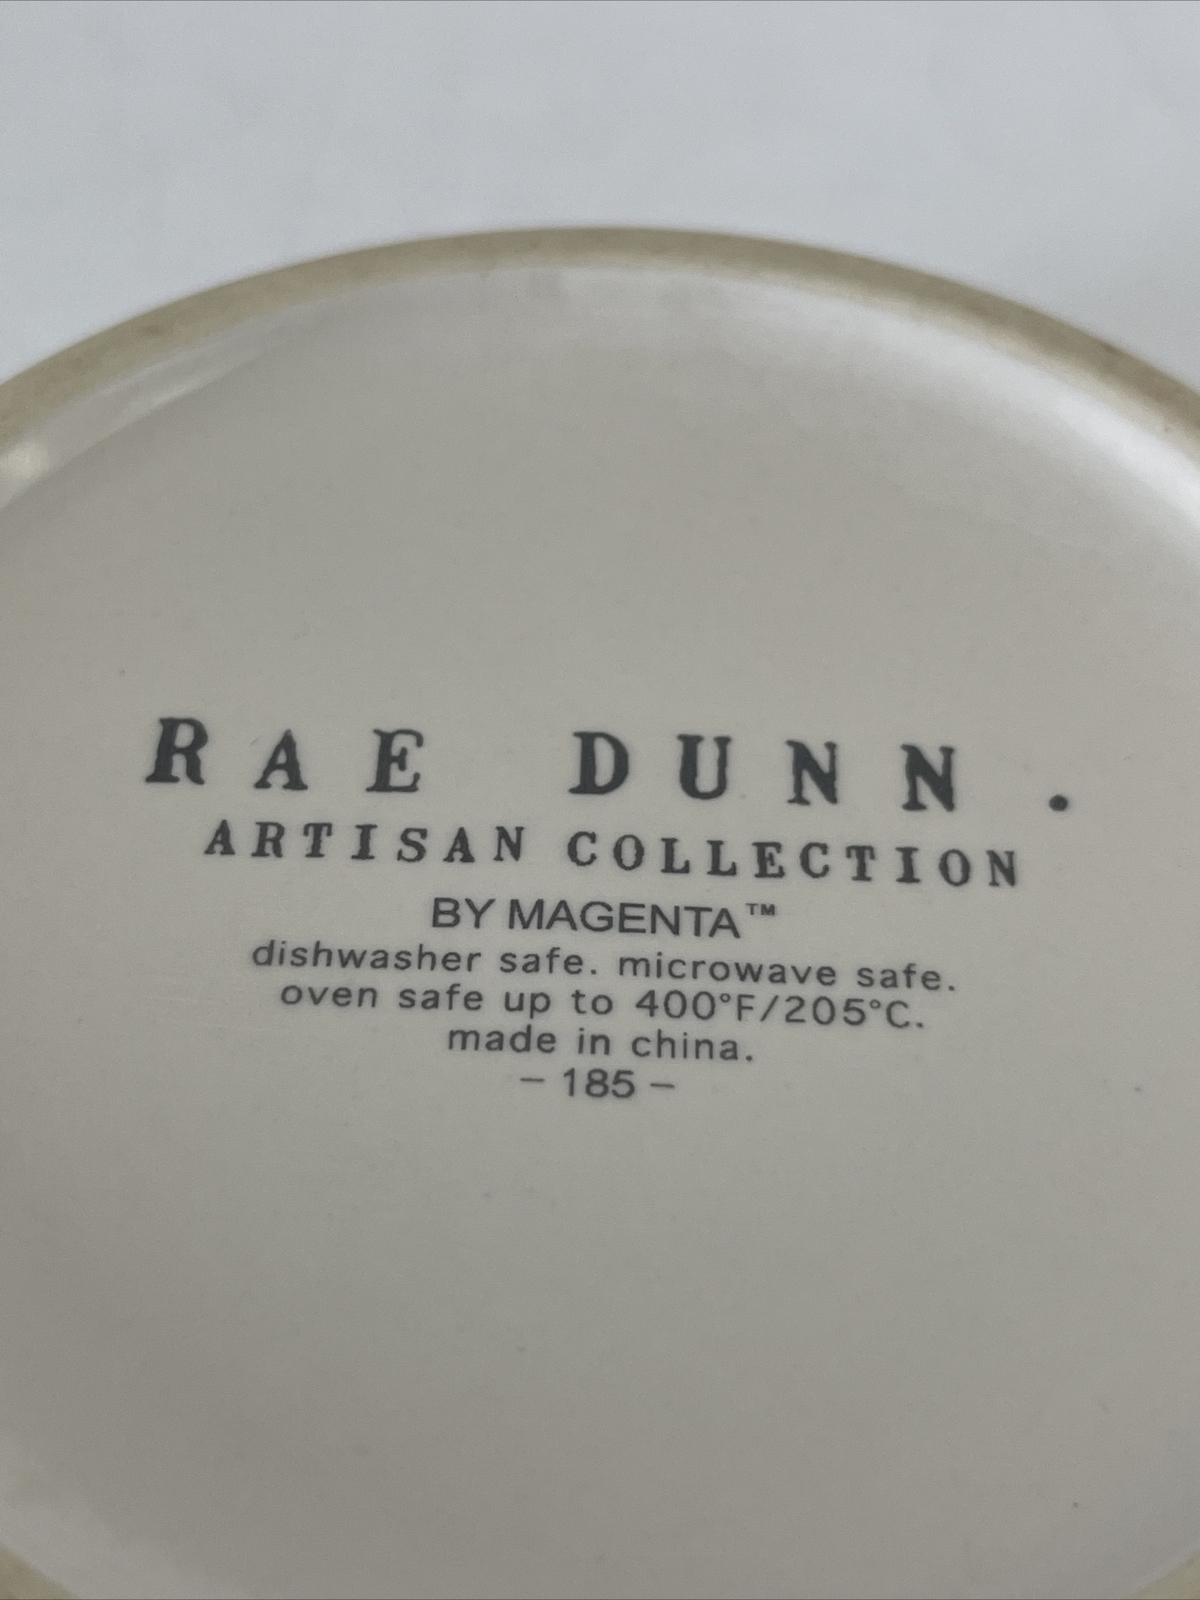 RAE DUNN.
ARTISAN COLLECTION
BY MAGENTA™
dishwasher safe. microwave safe.
oven safe up to 400°F/205°C.
made in china.
– 185 –